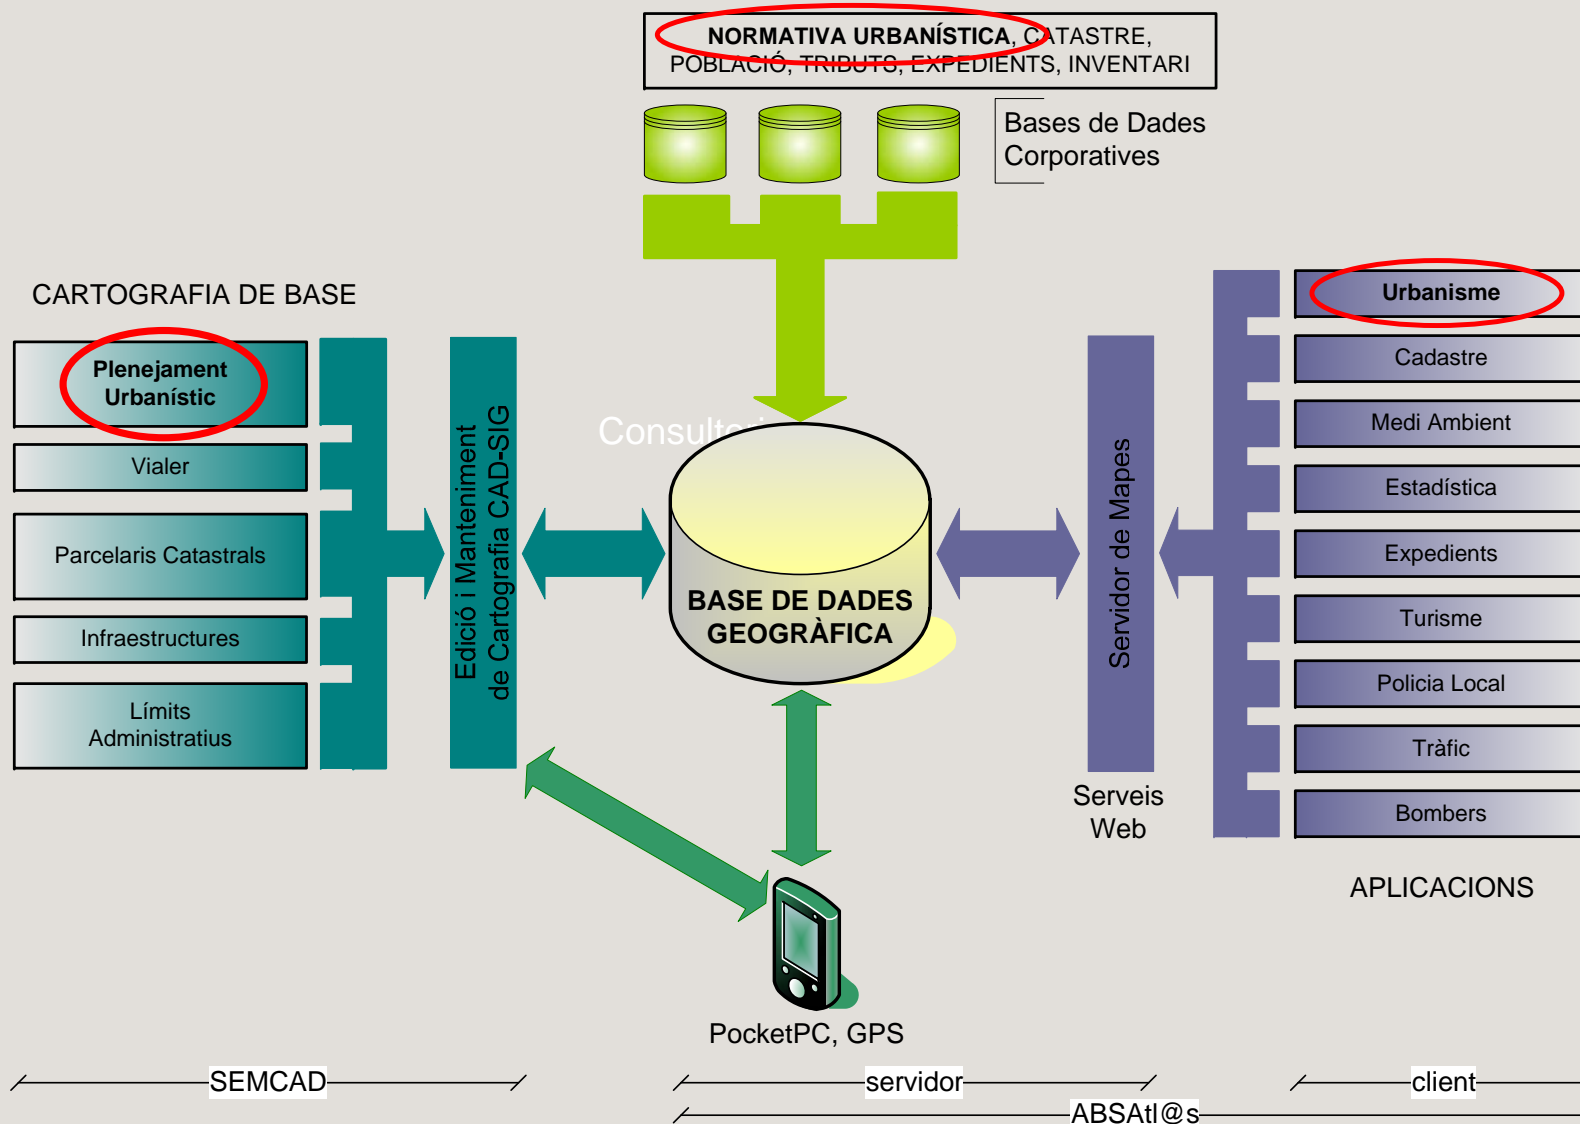 NORMATIVA URBANÍSTICA, CATASTRE,
POBLACIÓ, TRIBUTS, EXPEDIENTS, INVENTARI
Bases de Dades
Corporatives
CARTOGRAFIA DE BASE
Plenejament
Urbanístic
Vialer
Parcelaris Catastrals
Infraestructures
Límits
Administratius
Edició i Manteniment
de Cartografia CAD-SIG
BASE DE DADES
GEOGRÀFICA
Servidor de Mapes
Serveis
Web
Urbanisme
Cadastre
Medi Ambient
Estadística
Expedients
Turisme
Policia Local
Tràfic
Bombers
APLICACIONS
PocketPC, GPS
SEMCAD
servidor
client
ABSAtl@s